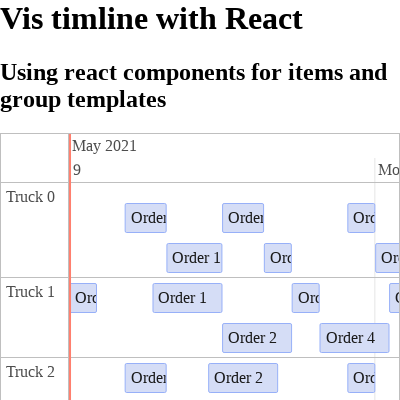 Vis timline with React
Using react components for items and
group templates
May 2021
9 Mo
Truck 0
Order Order Orc
Order 1 Orc Or
Truck 1
Orc Order 1 Orc
Order 2 Order 4
Truck 2
Order Order 2 Orc